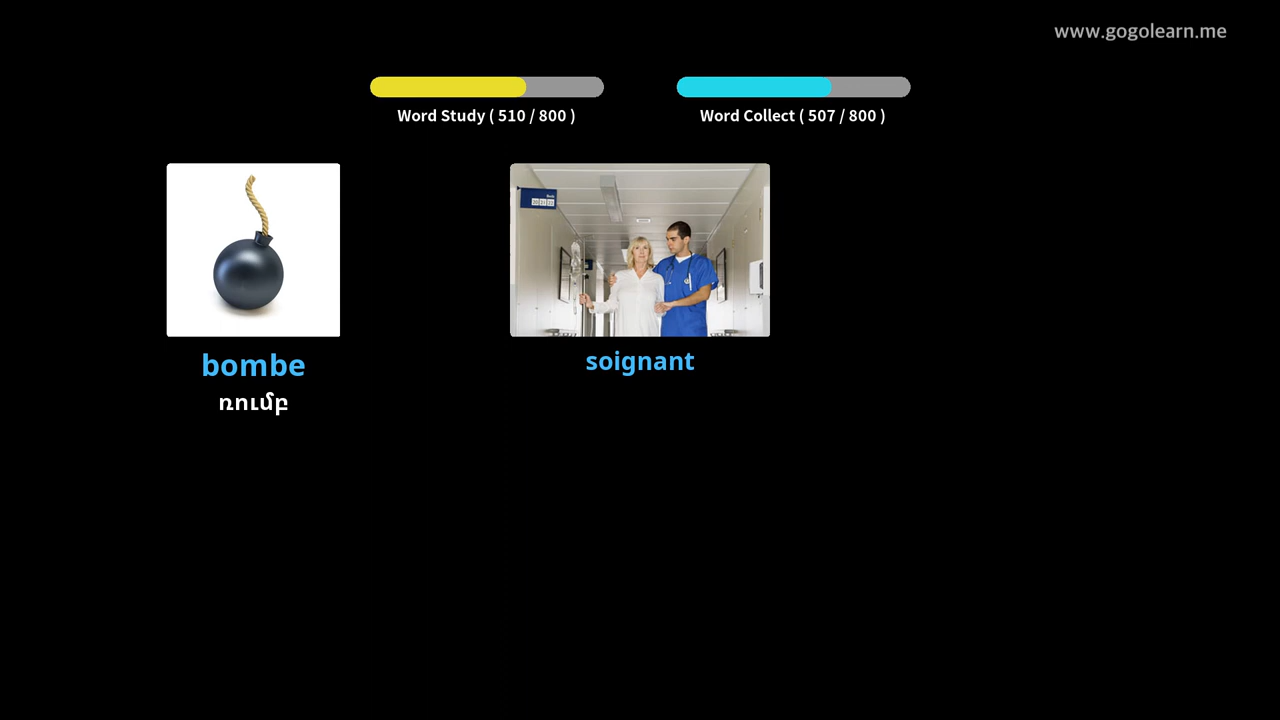 www.gogolearn.me
Word Study ( 510 / 800 )
Word Collect ( 507 / 800 )
bombe
ռումբ
soignant